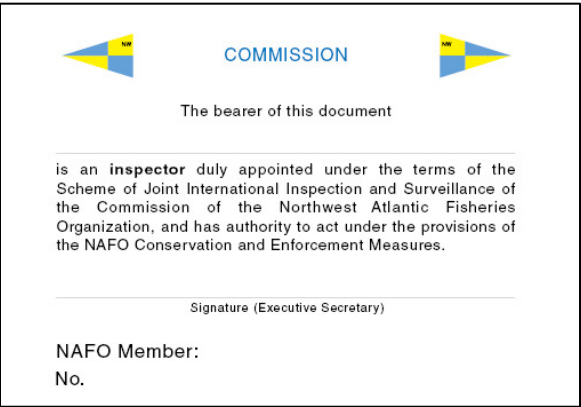 NW
COMMISSION
NW
The bearer of this document
is an inspector duly appointed under the terms of the
Scheme of Joint International Inspection and Surveillance of
the Commission of the Northwest Atlantic Fisheries
Organization, and has authority to act under the provisions of
the NAFO Conservation and Enforcement Measures.
Signature (Executive Secretary)
NAFO Member:
No.